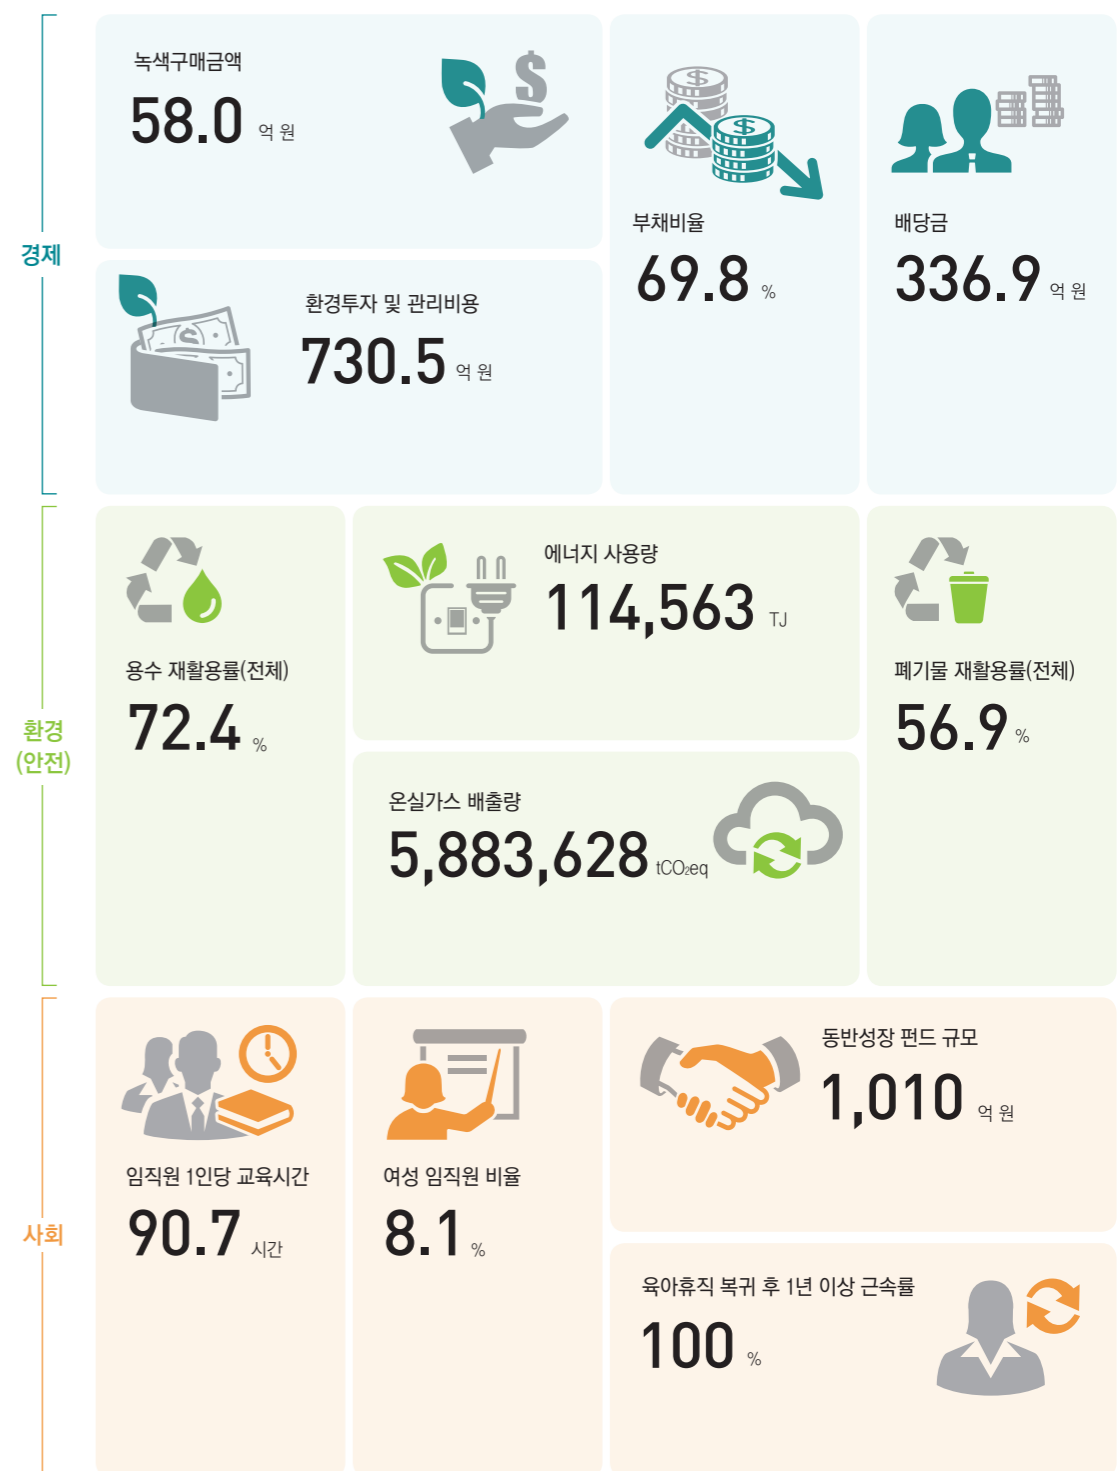 경제
녹색구매금액
58.0 억 원
환경투자 및 관리비용
730.5 억 원
부채비율
69.8 %
배당금
336.9 억 원
환경
(안전)
용수 재활용률(전체)
72.4 %
에너지 사용량
114,563 TJ
온실가스 배출량
5,883,628 tCO₂eq
폐기물 재활용률(전체)
56.9 %
사회
임직원 1인당 교육시간
90.7 시간
여성 임직원 비율
8.1 %
동반성장 펀드 규모
1,010 억 원
육아휴직 복귀 후 1년 이상 근속률
100 %